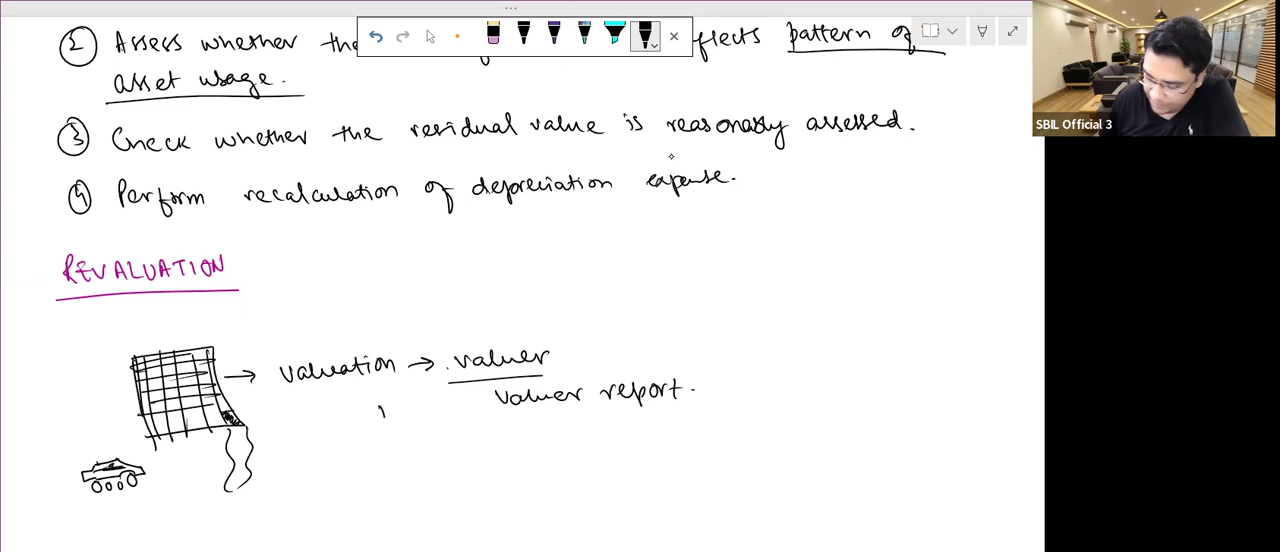 ② Assess whether the flects pattern of
asset usage.
③ Check whether the residual value is reasonably assessed.
④ Perform recalculation of depreciation expense.
REVALUATION
→ valuation → valuer
valuer report.
SBIL Official 3